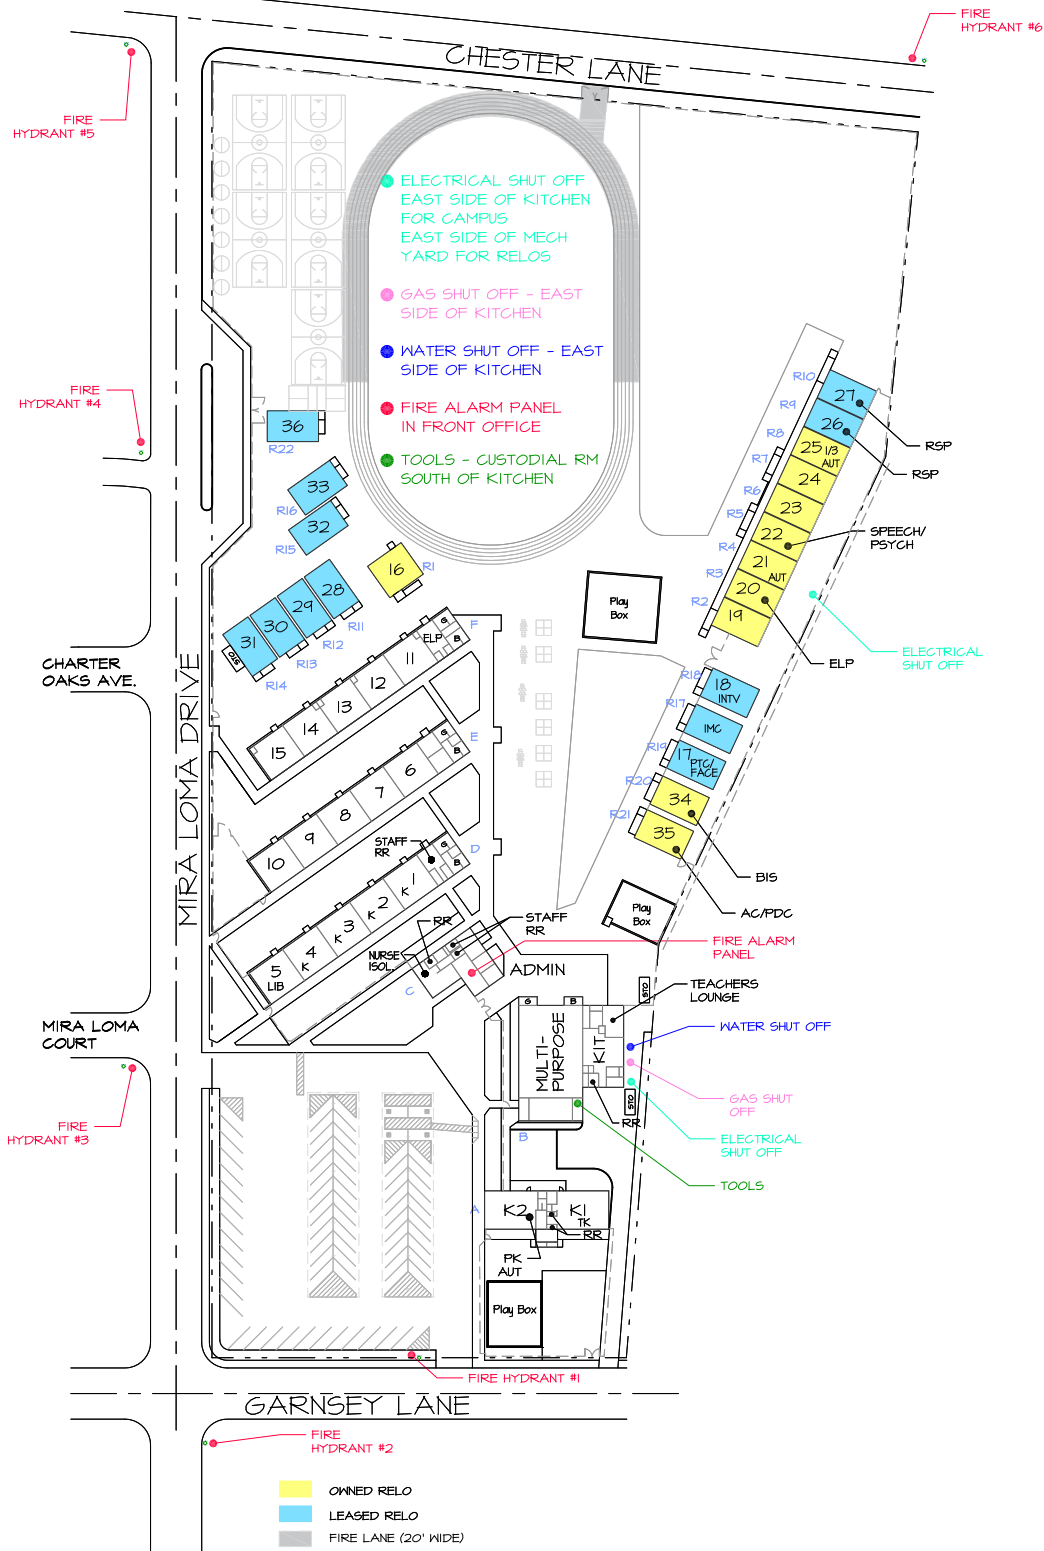 FIRE
HYDRANT #6
CHESTER LANE
FIRE
HYDRANT #5
ELECTRICAL SHUT OFF
EAST SIDE OF KITCHEN
FOR CAMPUS
EAST SIDE OF MECH
YARD FOR RELOS
GAS SHUT OFF - EAST
SIDE OF KITCHEN
WATER SHUT OFF - EAST
SIDE OF KITCHEN
FIRE ALARM PANEL
IN FRONT OFFICE
TOOLS - CUSTODIAL RM
SOUTH OF KITCHEN
FIRE
HYDRANT #4
36
R22
33
R16
32
R15
16
R1
28
R11
29
R12
30
R13
31
STO
R14
R10
27
RSP
R9
26
RSP
R8
25 1/3
AUT
R7
24
R6
23
R5
22
SPEECH/
PSYCH
R4
21
AUT
R3
20
ELP
R2
19
ELECTRICAL
SHUT OFF
Play
Box
R18
18
INTV
R17
IMC
R19
17
PTC/
FACE
R20
34
BIS
R21
35
AC/PDC
Play
Box
CHARTER
OAKS AVE.
MIRA LOMA DRIVE
F
G
B
ELP
11
12
13
14
15
E
G
B
6
7
8
9
10
D
G
B
STAFF
RR
1
K
2
K
3
K
4
K
5
LIB
RR
STAFF
RR
NURSE
ISOL.
C
ADMIN
FIRE ALARM
PANEL
MIRA LOMA
COURT
G
B
MULTI-
PURPOSE
KIT
STO
TEACHERS
LOUNGE
WATER SHUT OFF
GAS SHUT
OFF
STO
RR
ELECTRICAL
SHUT OFF
TOOLS
B
FIRE
HYDRANT #3
A
K2
K1
TK
RR
PK
AUT
Play Box
FIRE HYDRANT #1
GARNSEY LANE
FIRE
HYDRANT #2
OWNED RELO
LEASED RELO
FIRE LANE (20' WIDE)